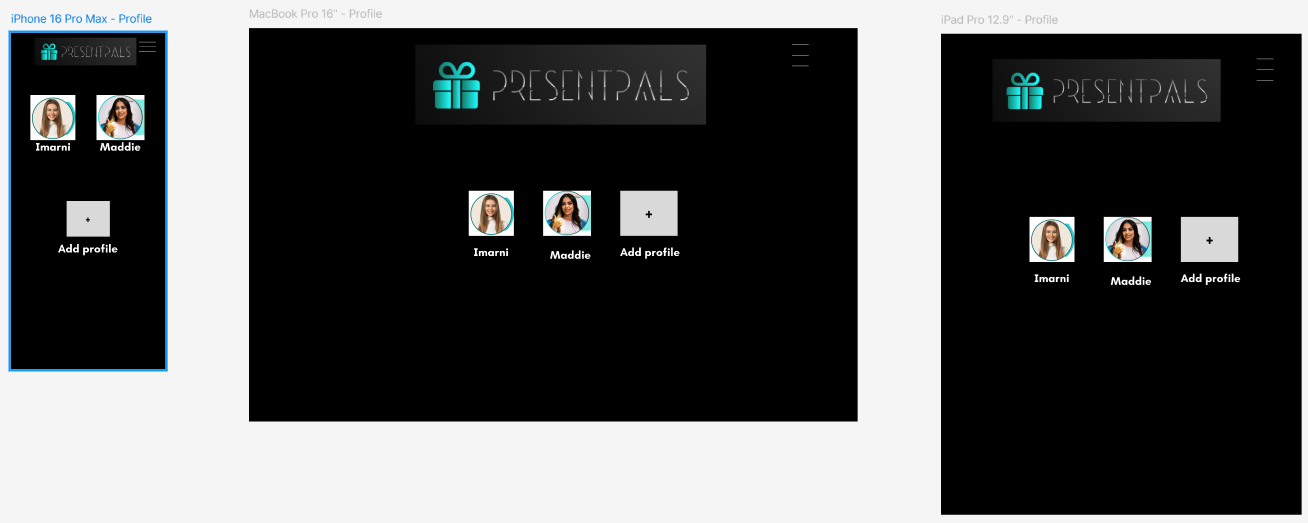 iPhone 16 Pro Max - Profile
PRESENTPALS
Imarni
Maddie
+
Add profile
MacBook Pro 16" - Profile
PRESENTPALS
Imarni
Maddie
+
Add profile
iPad Pro 12.9" - Profile
PRESENTPALS
Imarni
Maddie
+
Add profile